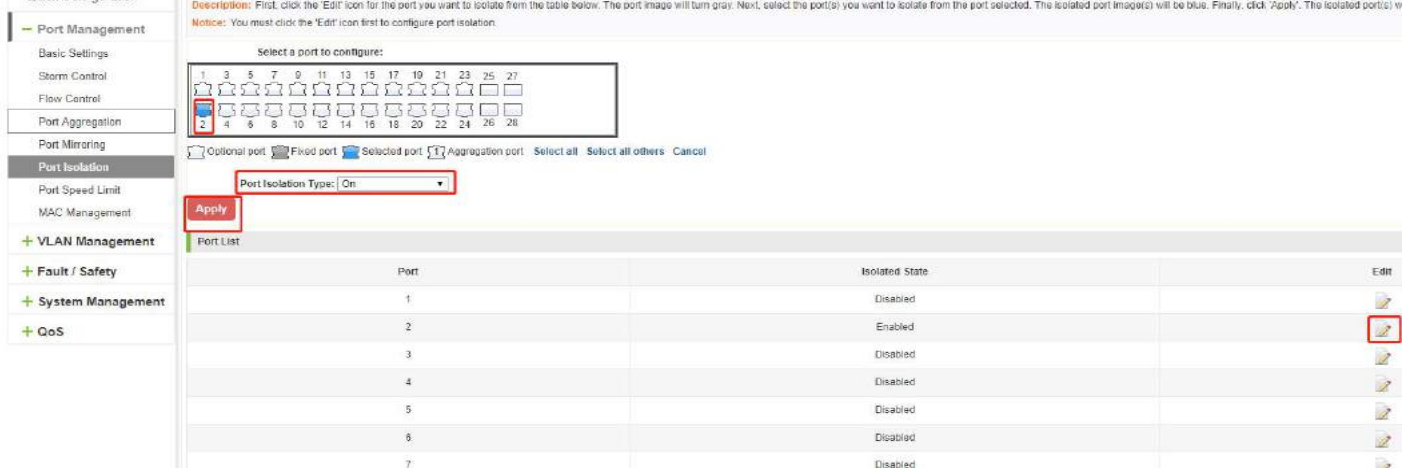 Description: First, click the 'Edit' icon for the port you want to isolate from the table below. The port image will turn gray. Next, select the port(s) you want to isolate from the port selected. The isolated port image(s) will be blue. Finally, click 'Apply'. The isolated port(s) w
Notice: You must click the 'Edit' icon first to configure port isolation.
Port Management
Basic Settings
Storm Control
Flow Control
Port Aggregation
Port Mirroring
Port Isolation
Port Speed Limit
MAC Management
VLAN Management
Fault / Safety
System Management
QoS
Select a port to configure:
1 3 5 7 9 11 13 15 17 19 21 23 25 27
2 4 6 8 10 12 14 16 18 20 22 24 26 28
Optional port Fixed port Selected port 1 Aggregation port Select all Select all others Cancel
Port Isolation Type: On
Apply
Port List
Port Isolated State Edit
1 Disabled
2 Enabled
3 Disabled
4 Disabled
5 Disabled
6 Disabled
7 Disabled